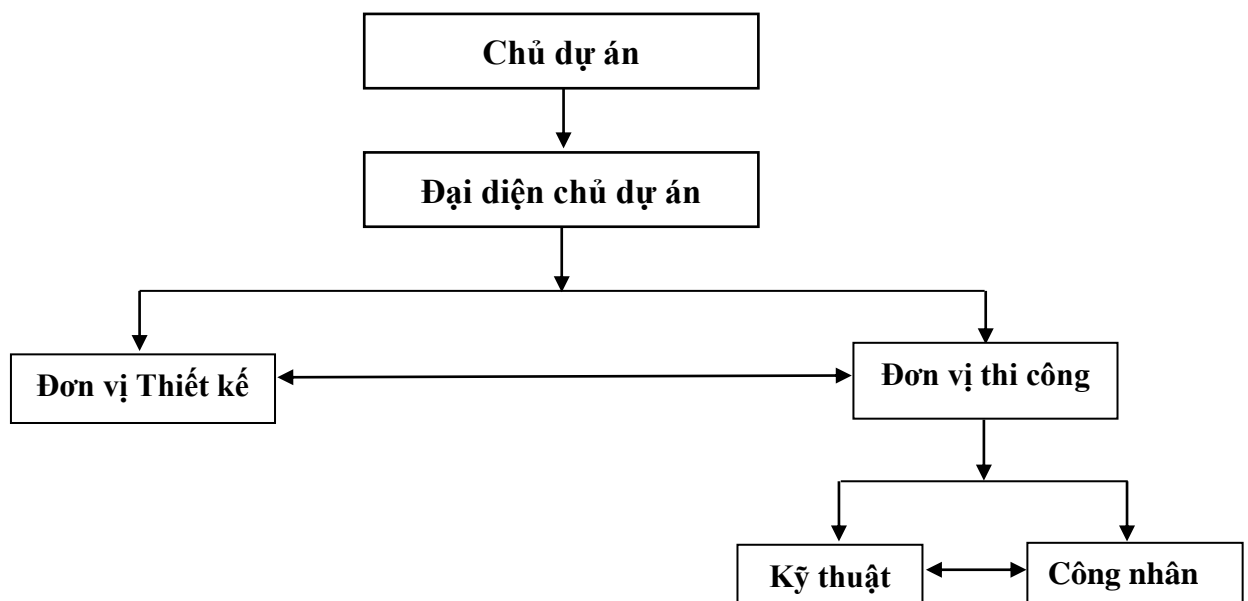 Chủ dự án
Đại diện chủ dự án
Đơn vị Thiết kế
Đơn vị thi công
Kỹ thuật
Công nhân